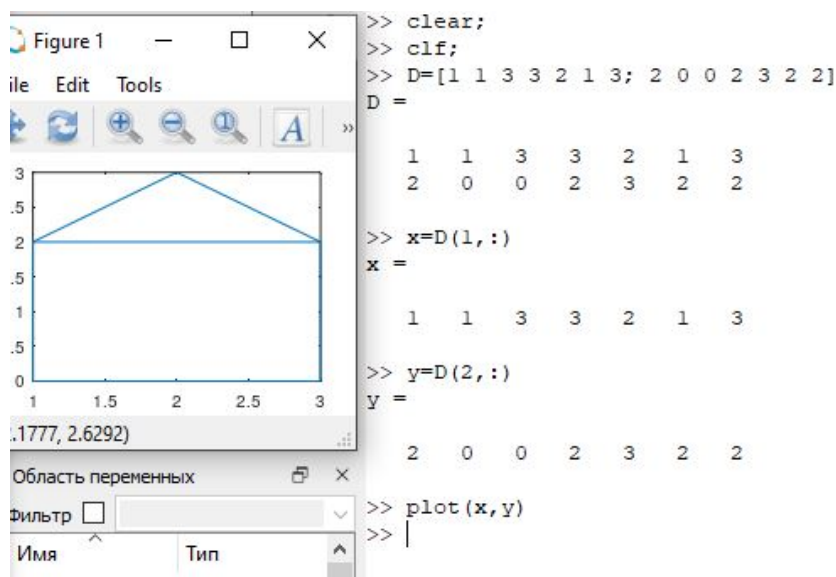 Figure 1
ile Edit Tools
A »
3
.5
2
.5
1
.5
0
1 1.5 2 2.5 3
.1777, 2.6292)
Область переменных
Фильтр
Имя Тип
>> clear;
>> clf;
>> D=[1 1 3 3 2 1 3; 2 0 0 2 3 2 2]
D =
1 1 3 3 2 1 3
2 0 0 2 3 2 2
>> x=D(1,:)
x =
1 1 3 3 2 1 3
>> y=D(2,:)
y =
2 0 0 2 3 2 2
>> plot(x,y)
>>